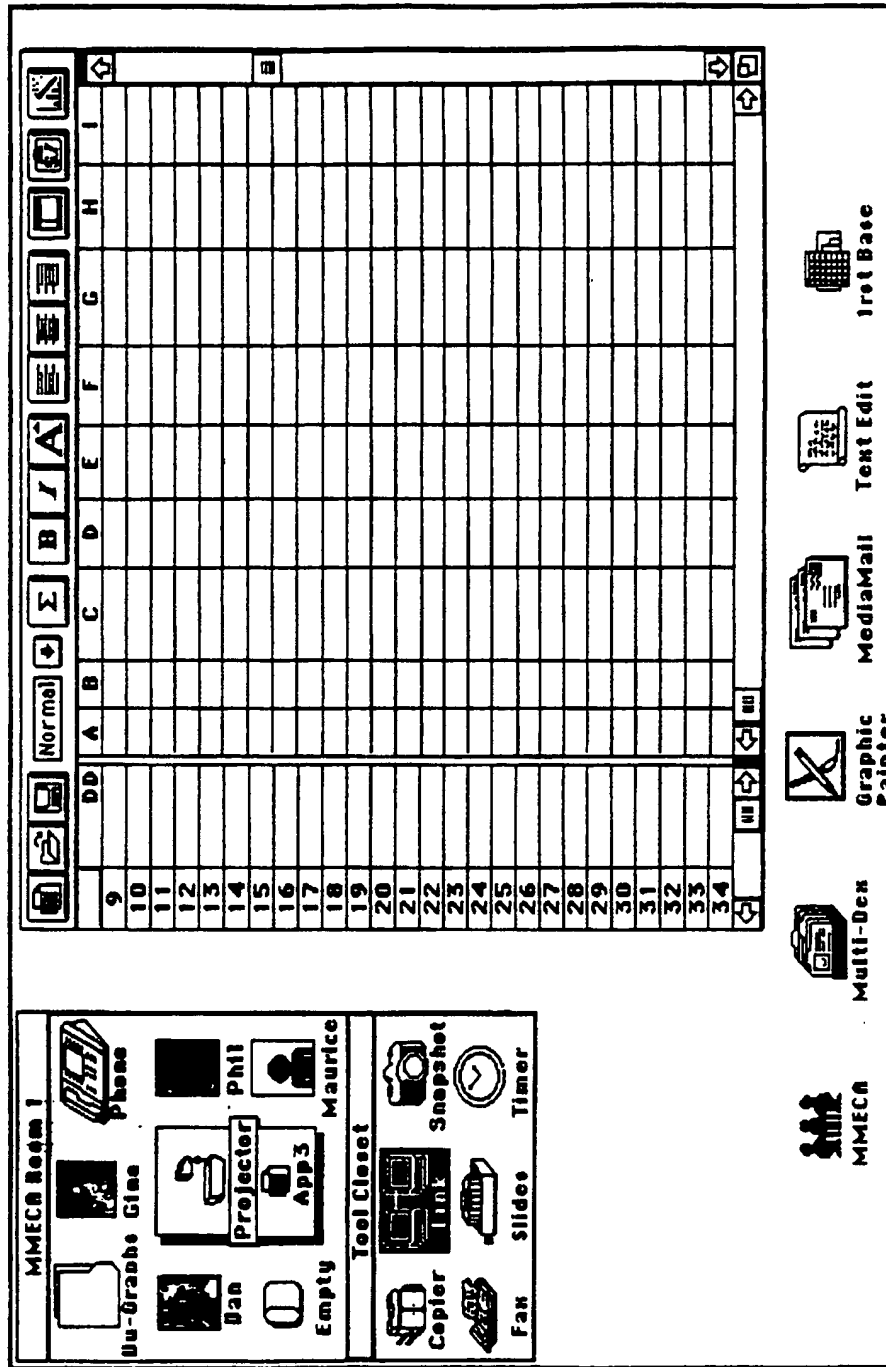 MMECA Room 1
Gina
Phone
Dan
Projector
Phil
Empty
App3
Maurice
Tool Closet
Copier
Link
Snapshot
Fax
Slides
Timer
Normal
Σ
B
I
A
DD
A
B
C
D
E
F
G
H
I
9
10
11
12
13
14
15
16
17
18
19
20
21
22
23
24
25
26
27
28
29
30
31
32
33
34
MMECA
Multi-Dex
Graphic
Painter
MediaMail
Text Edit
Base